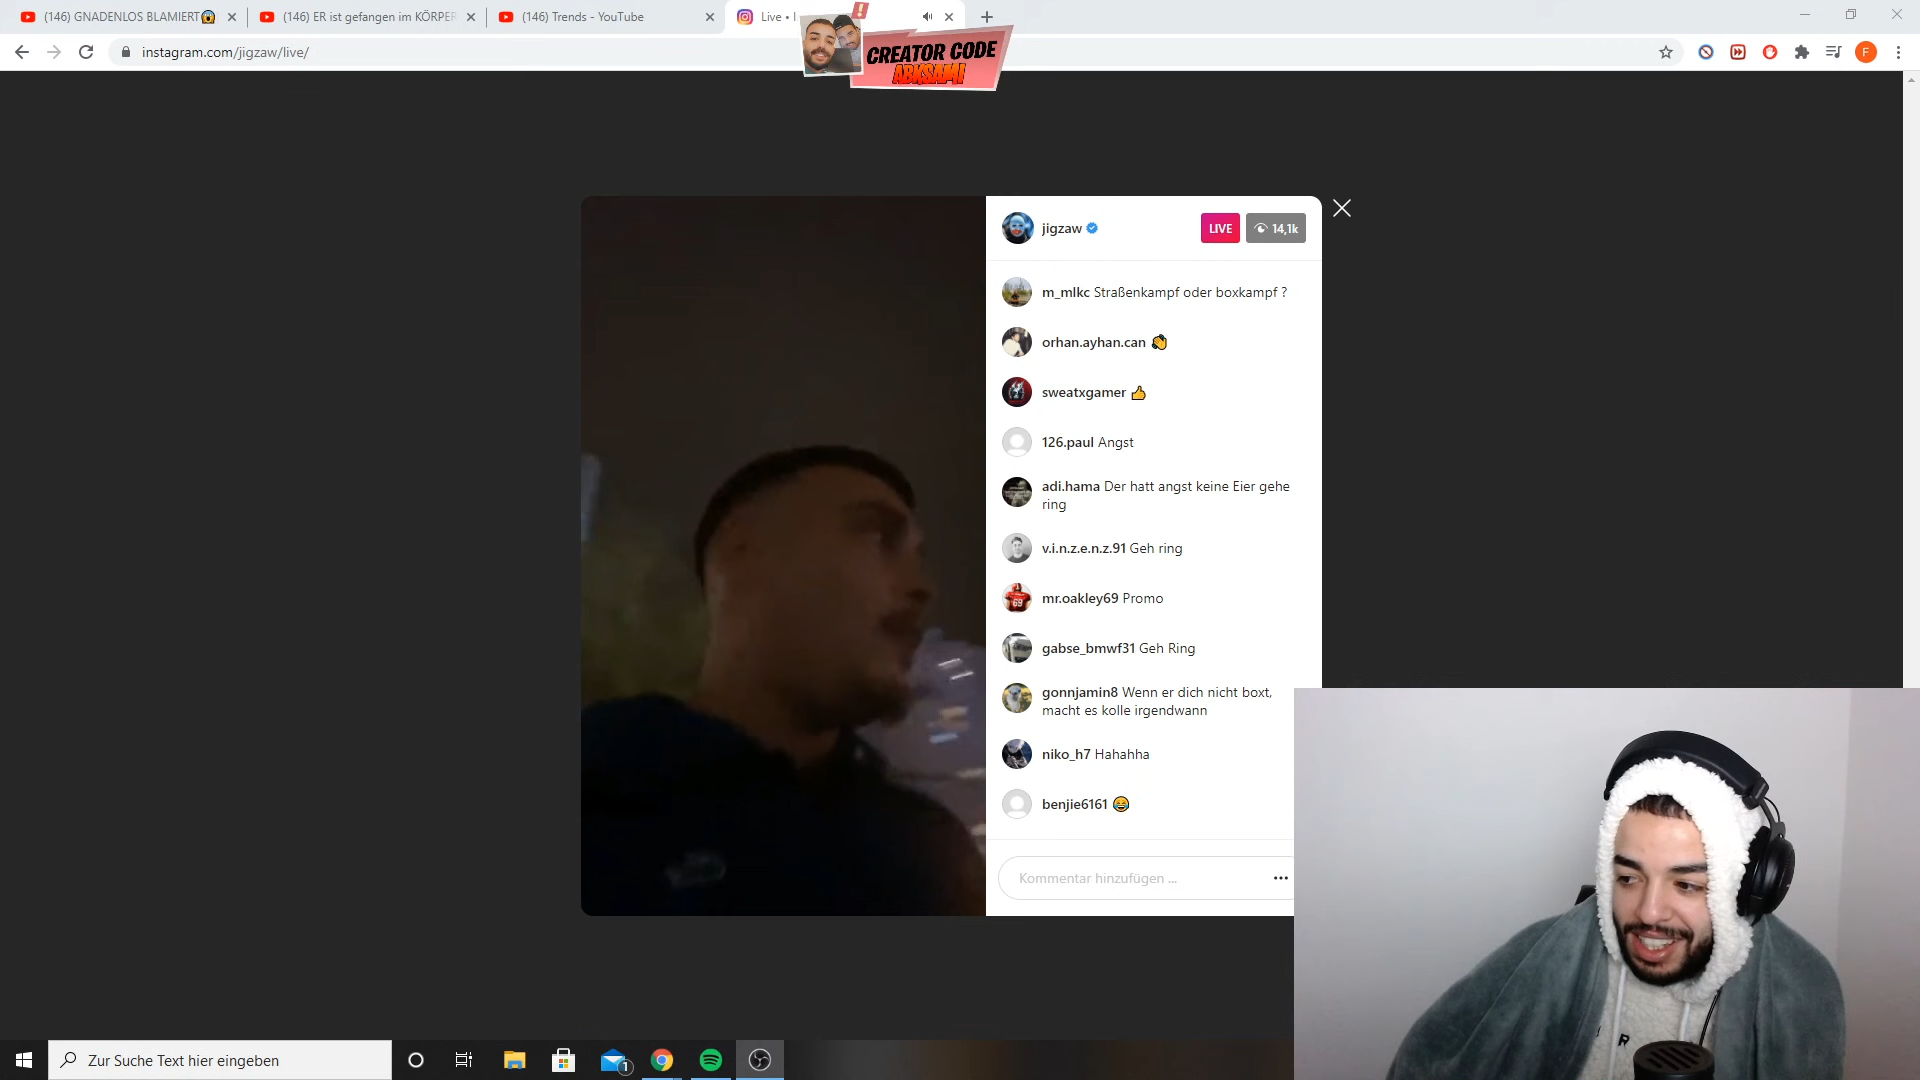 (146) GNADENLOS BLAMIERT😱
(146) ER ist gefangen im KÖRPER
(146) Trends - YouTube
Live •
instagram.com/jigzaw/live/
CREATOR CODE
ABKSAMI
F
jigzaw
LIVE
14,1k
m_mlkc Straßenkampf oder boxkampf ?
orhan.ayhan.can 👏
sweatxgamer 👍
126.paul Angst
adi.hama Der hatt angst keine Eier gehe
ring
v.i.n.z.e.n.z.91 Geh ring
mr.oakley69 Promo
gabse_bmwf31 Geh Ring
gonnjamin8 Wenn er dich nicht boxt,
macht es kolle irgendwann
niko_h7 Hahahha
benjie6161 😂
Kommentar hinzufügen ...
Zur Suche Text hier eingeben
1
R